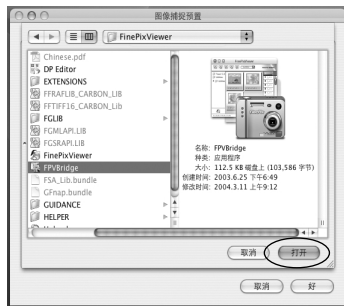 图像捕捉预置
FinePixViewer
Chinese.pdf
DP Editor
EXTENSIONS
FFRAFLIB_CARBON_LIB
FFTIFF16_CARBON_Lib
FGLIB
FGMLAPI.LIB
FGSRAPI.LIB
FinePixViewer
FPVBridge
FSA_Lib.bundle
GFnap.bundle
GUIDANCE
HELPER
名称: FPVBridge
种类: 应用程序
大小: 112.5 KB 磁盘上 (103,586 字节)
创建时间: 2003.6.25 下午6:49
修改时间: 2004.3.11 上午9:12
取消 打开
取消 好